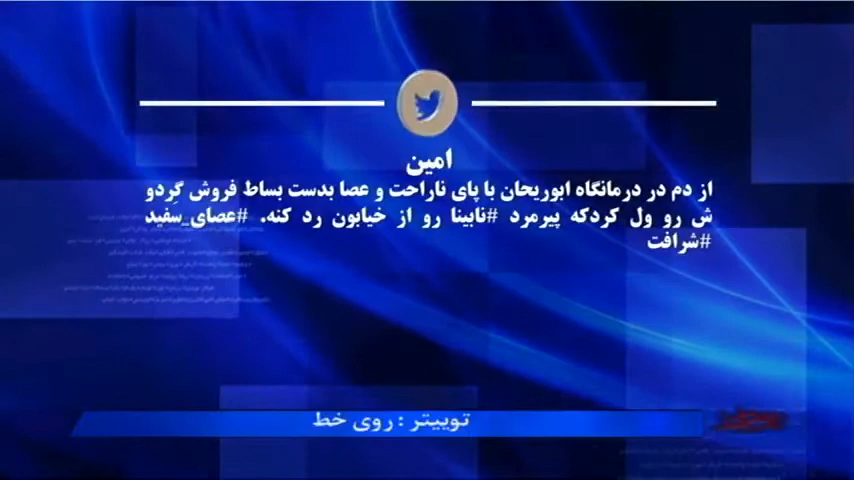 امین
از دم در درمانگاه ابوریحان با پای ناراحت و عصا بدست بساط فروش گِردو
ش رو ول کردکه پیرمرد #نابینا رو از خیابون رد کنه. #عصای_سفید
#شرافت
توییتر : روی خط